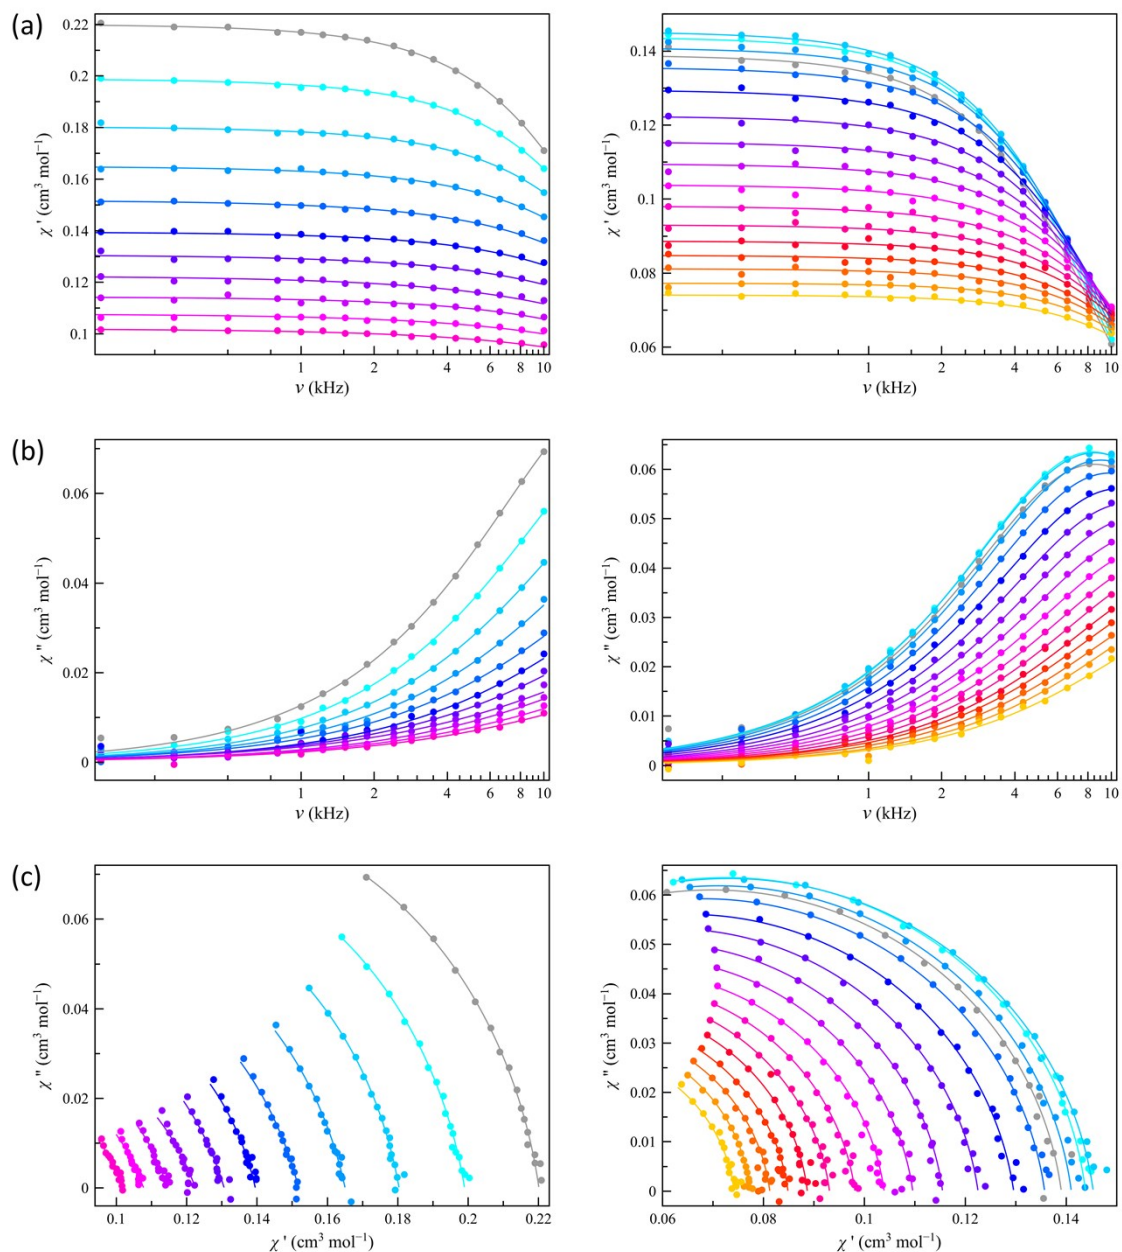 (a)
0.22
0.2
0.18
0.16
0.14
0.12
0.1
χ ' (cm³ mol⁻¹)
1 2 4 6 8 10
ν (kHz)
0.14
0.12
0.10
0.08
0.06
χ ' (cm³ mol⁻¹)
1 2 4 6 8 10
ν (kHz)
(b)
0.06
0.04
0.02
0
χ '' (cm³ mol⁻¹)
1 2 4 6 8 10
ν (kHz)
0.06
0.05
0.04
0.03
0.02
0.01
0
χ '' (cm³ mol⁻¹)
1 2 4 6 8 10
ν (kHz)
(c)
0.06
0.04
0.02
0
χ '' (cm³ mol⁻¹)
0.1 0.12 0.14 0.16 0.18 0.2 0.22
χ ' (cm³ mol⁻¹)
0.06
0.05
0.04
0.03
0.02
0.01
0
χ '' (cm³ mol⁻¹)
0.06 0.08 0.1 0.12 0.14
χ ' (cm³ mol⁻¹)